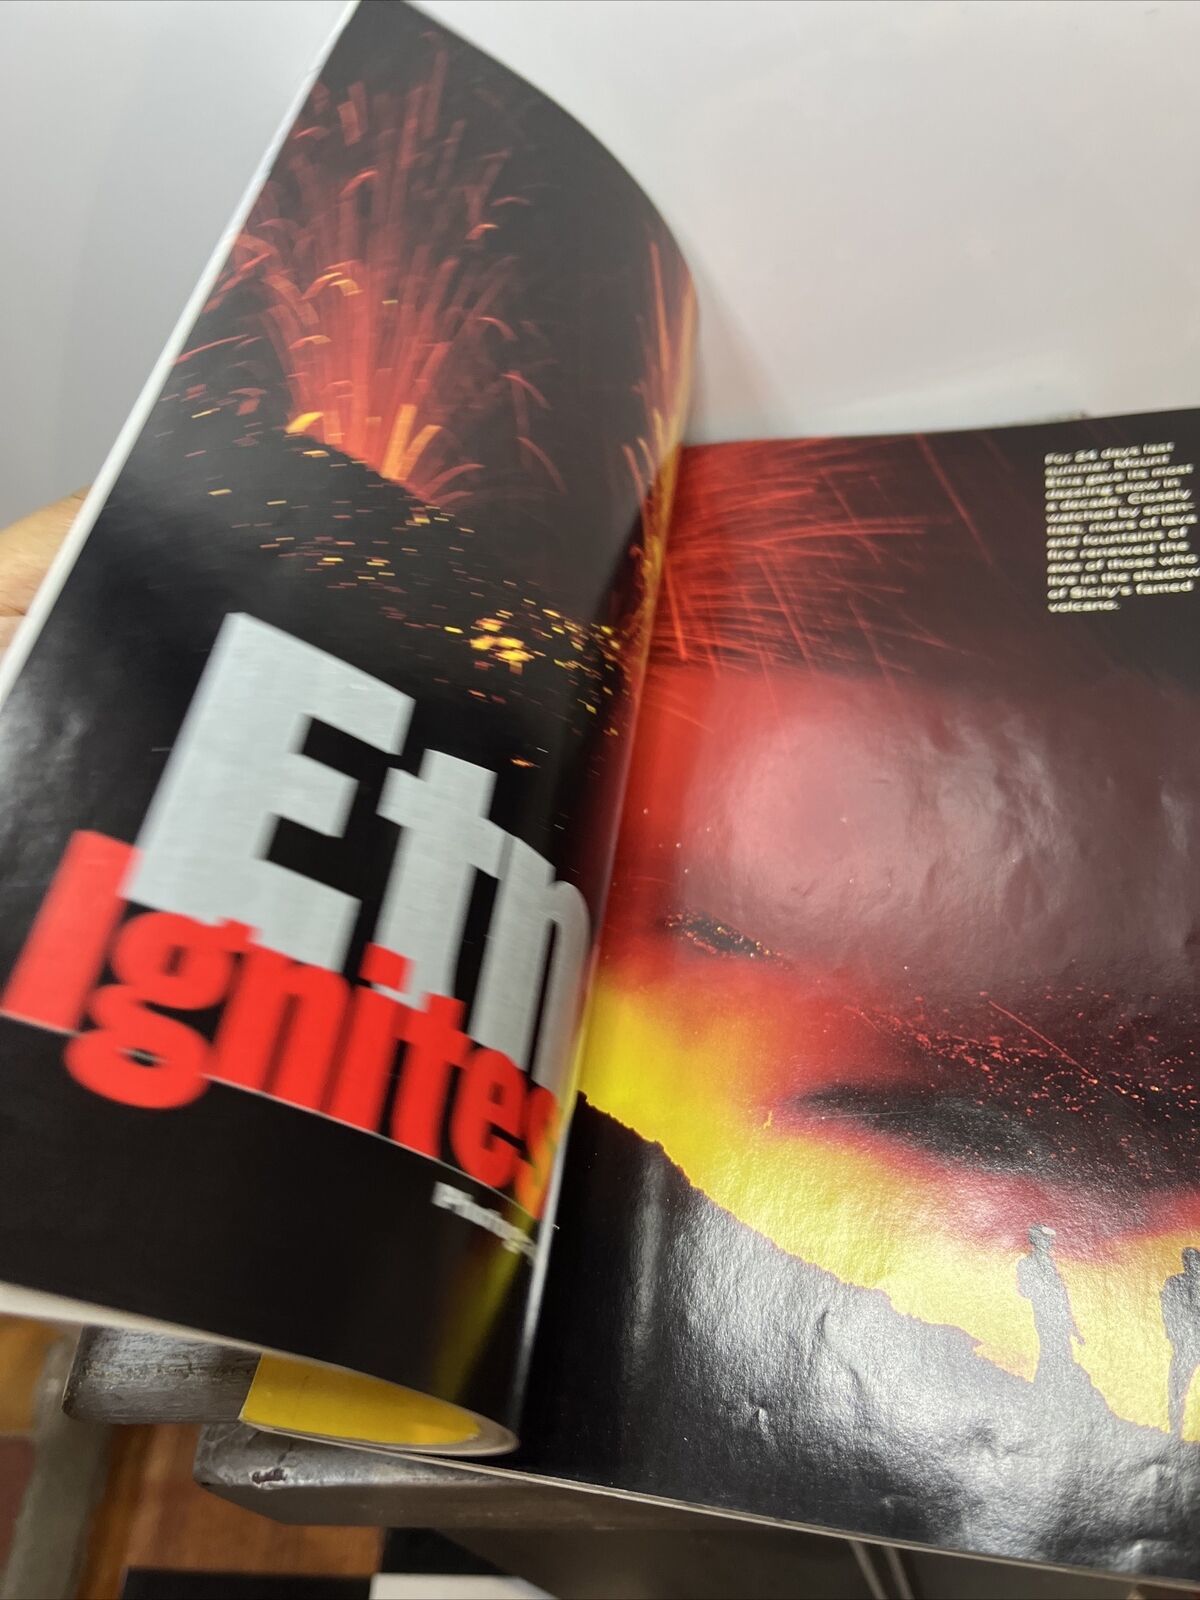 Etn
Ignites
For 24 days last
summer Mount
Etna gave its most
dazzling show in
a decade. Closely
watched by scien-
tists, rivers of lava
and fountains of
fire renewed the
awe of those who
live in the shadow
of Sicily's famed
volcano.